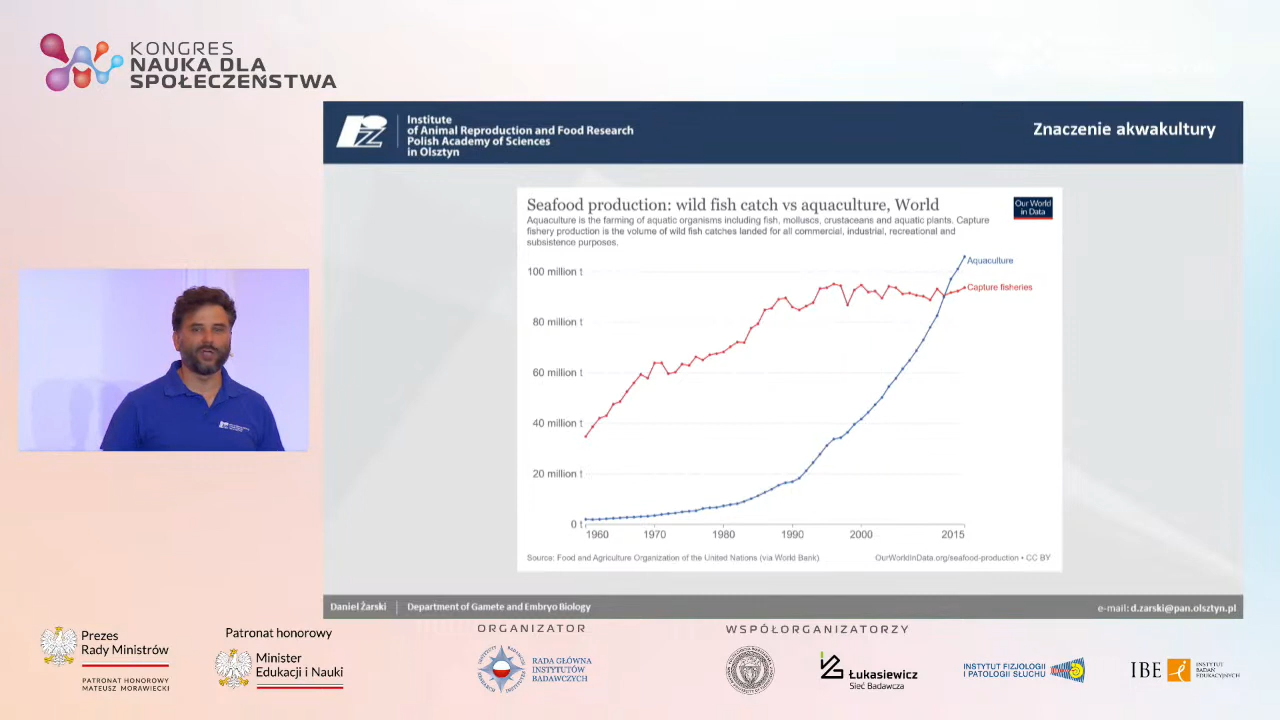 KONGRES
NAUKA DLA
SPOŁECZEŃSTWA
Institute
of Animal Reproduction and Food Research
Polish Academy of Sciences
in Olsztyn
Znaczenie akwakultury
Seafood production: wild fish catch vs aquaculture, World
Our World
in Data
Aquaculture is the farming of aquatic organisms including fish, molluscs, crustaceans and aquatic plants. Capture
fishery production is the volume of wild fish catches landed for all commercial, industrial, recreational and
subsistence purposes.
Aquaculture
100 million t
Capture fisheries
80 million t
60 million t
40 million t
20 million t
0 t
1960 1970 1980 1990 2000 2015
Source: Food and Agriculture Organization of the United Nations (via World Bank)
OurWorldInData.org/seafood-production • CC BY
Daniel Żarski
Department of Gamete and Embryo Biology
e-mail: d.zarski@pan.olsztyn.pl
Prezes
Rady Ministrów
PATRONAT HONOROWY
MATEUSZ MORAWIECKI
Patronat honorowy
Minister
Edukacji i Nauki
ORGANIZATOR
RADA GŁÓWNA
INSTYTUTÓW
BADAWCZYCH
WSPÓŁORGANIZATORZY
Łukasiewicz
Sieć Badawcza
INSTYTUT FIZJOLOGII
I PATOLOGII SŁUCHU
IBE
INSTYTUT
BADAŃ
EDUKACYJNYCH